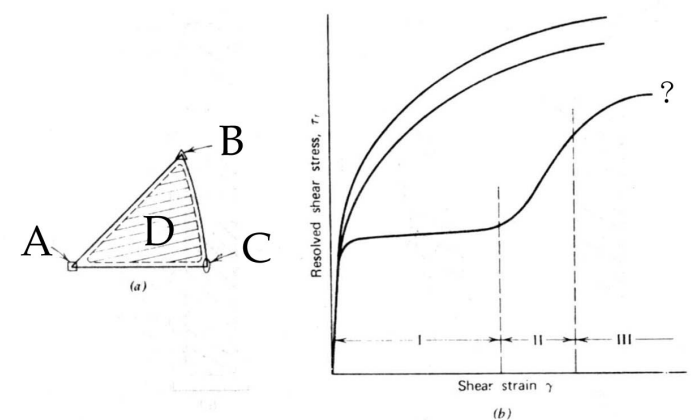 A
B
C
D
(a)
Resolved shear stress, τr
?
I
II
III
Shear strain γ
(b)